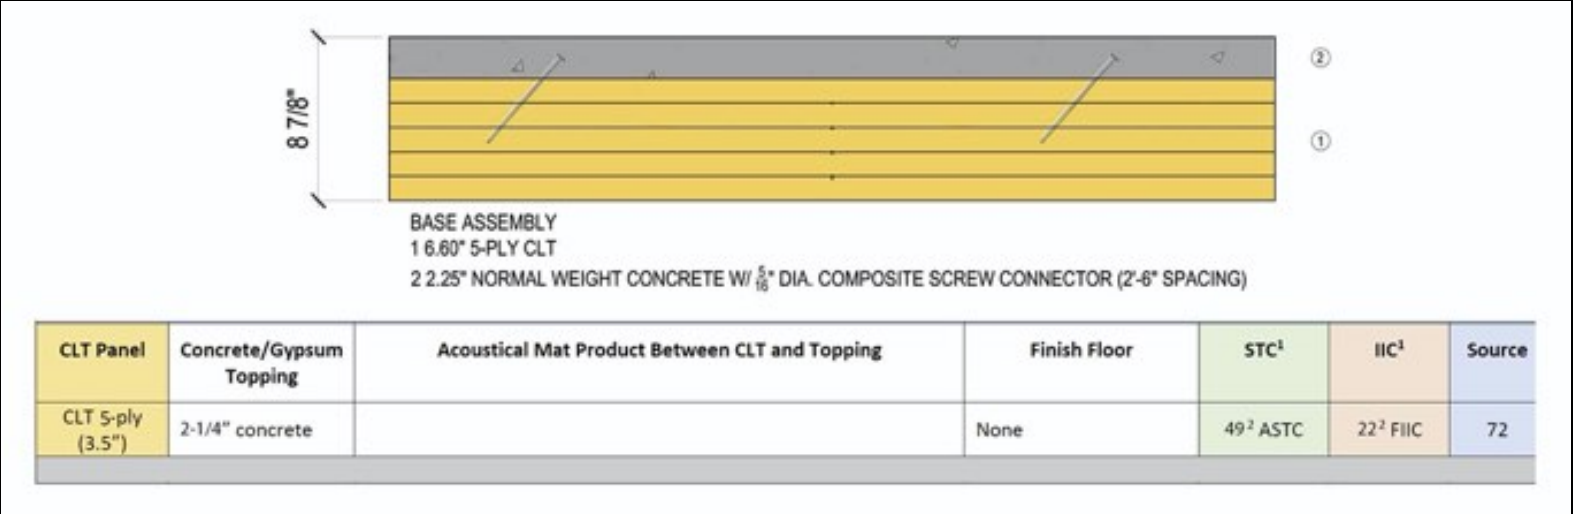 ②
8 7/8"
①
BASE ASSEMBLY
1 6.60" 5-PLY CLT
2 2.25" NORMAL WEIGHT CONCRETE W/ 5/16" DIA. COMPOSITE SCREW CONNECTOR (2'-6" SPACING)
CLT Panel
Concrete/Gypsum
Topping
Acoustical Mat Product Between CLT and Topping
Finish Floor
STC¹
IIC¹
Source
CLT 5-ply
(3.5")
2-1/4" concrete
None
49² ASTC
22² FIIC
72